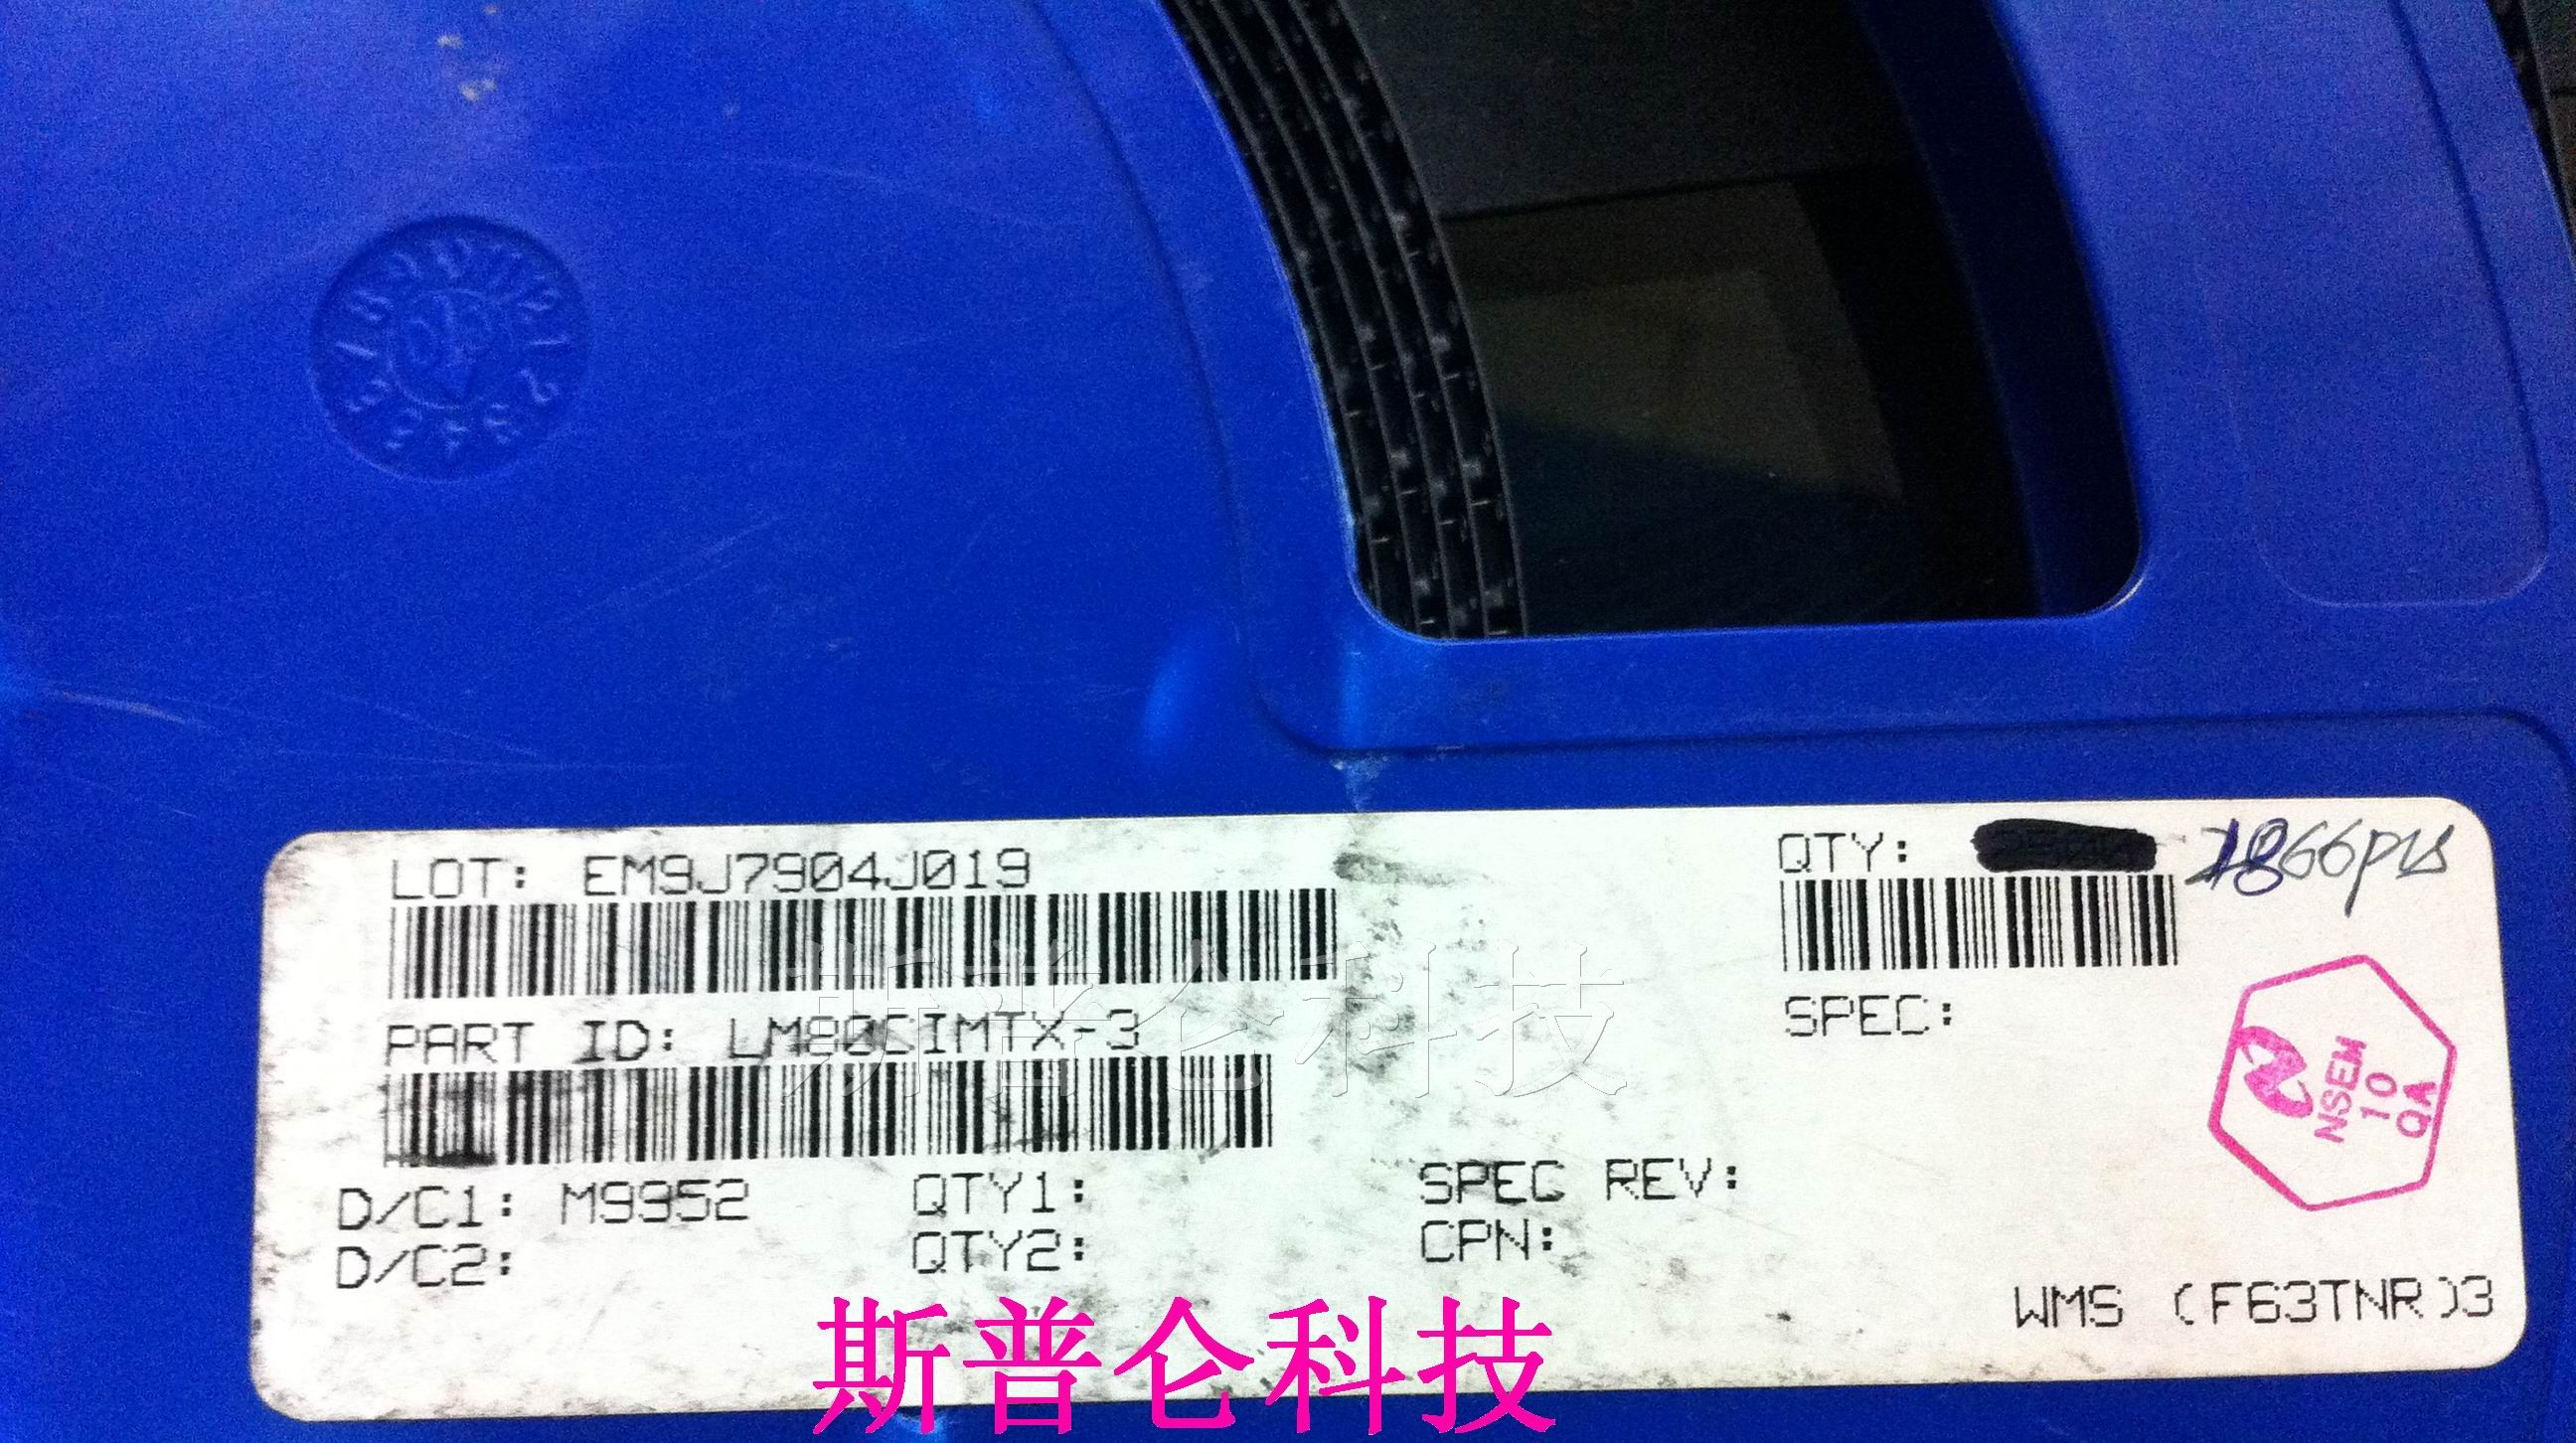 LOT: EM9J7904J019
QTY: 1866pcs
PART ID: LM80CIMTX-3
SPEC:
NSEM
10
QA
D/C1: M9952
QTY1:
SPEC REV:
D/C2:
QTY2:
CPN:
WMS (F63TNR)3
斯普仑科技
斯普仑科技